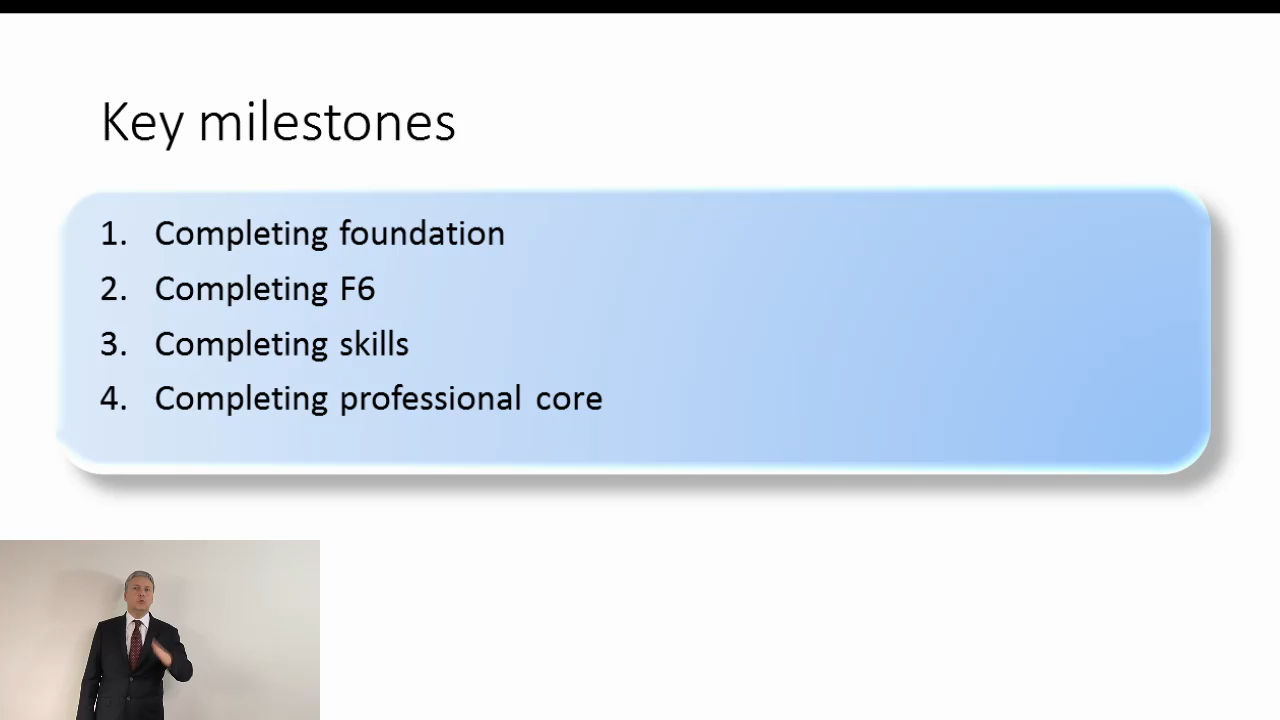 Key milestones
1. Completing foundation
2. Completing F6
3. Completing skills
4. Completing professional core